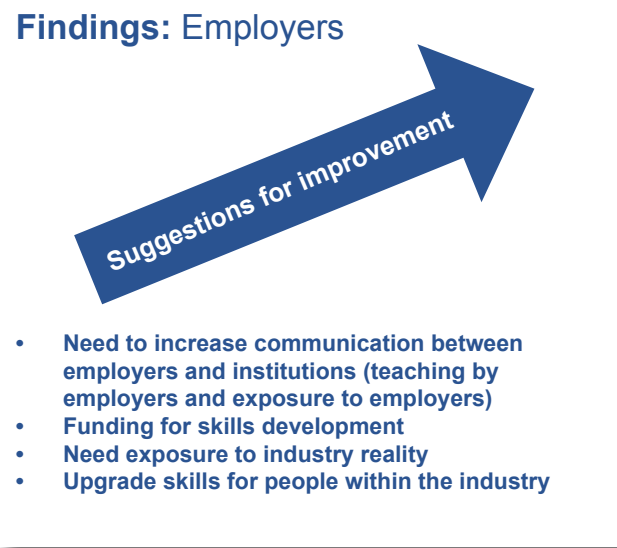 Findings: Employers
Suggestions for improvement
• Need to increase communication between
employers and institutions (teaching by
employers and exposure to employers)
• Funding for skills development
• Need exposure to industry reality
• Upgrade skills for people within the industry